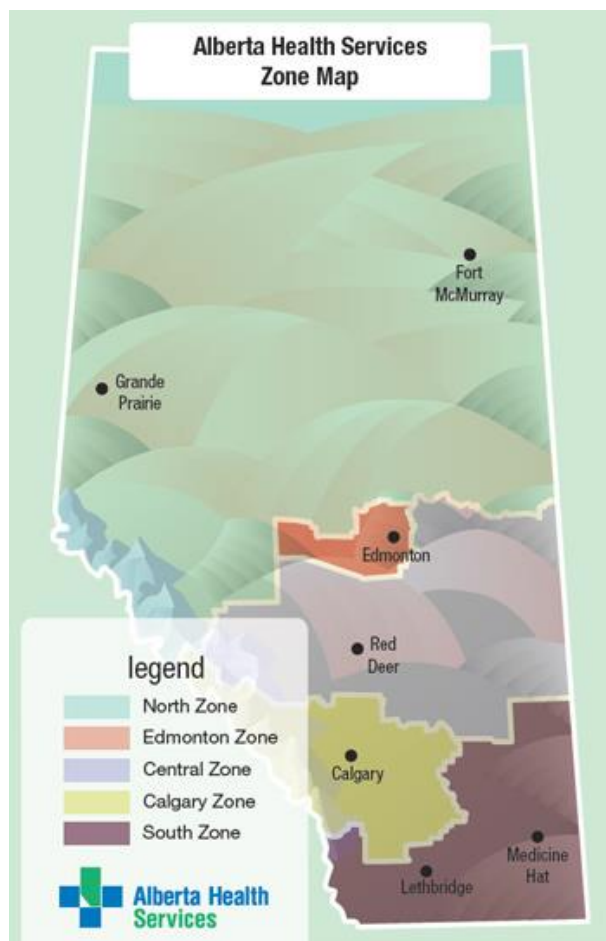 Alberta Health Services
Zone Map
Fort
McMurray
Grande
Prairie
Edmonton
Red
Deer
Calgary
Medicine
Hat
Lethbridge
legend
North Zone
Edmonton Zone
Central Zone
Calgary Zone
South Zone
Alberta Health
Services